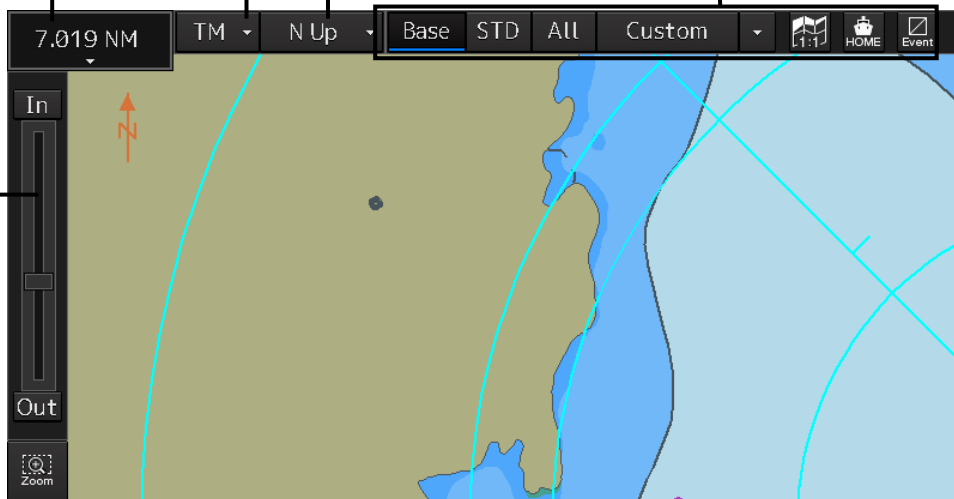 7.019 NM
TM
N Up
Base STD All Custom
1:1
HOME
Event
In
N
Out
Zoom